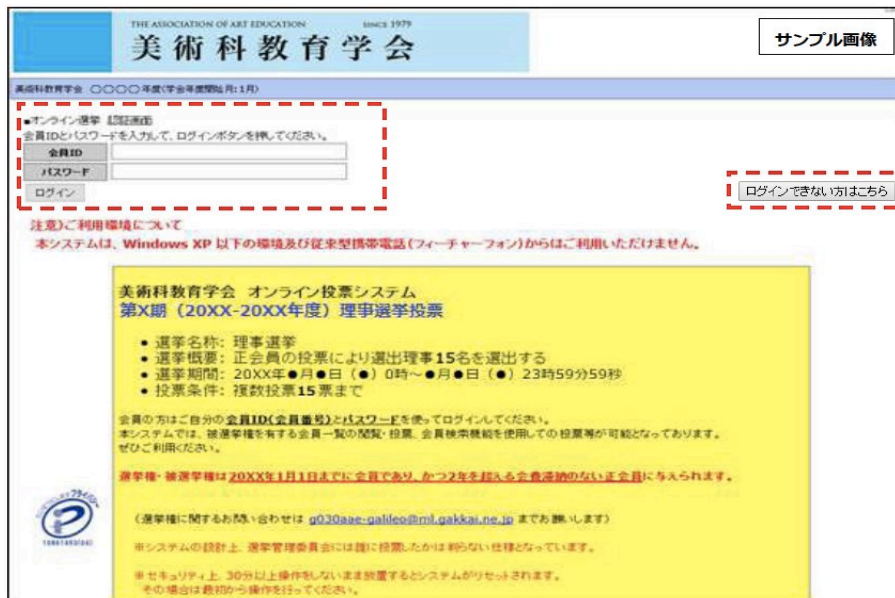 THE ASSOCIATION OF ART EDUCATION SINCE 1979
美術科教育学会
サンプル画像
美術科教育学会 〇〇〇〇年度(学会年度開始月:1月)
■オンライン選挙 認証画面
会員IDとパスワードを入力して、ログインボタンを押してください。
会員ID
パスワード
ログイン
ログインできない方はこちら
注意)ご利用環境について
本システムは、Windows XP 以下の環境及び従来型携帯電話(フィーチャーフォン)からはご利用いただけません。
美術科教育学会 オンライン投票システム
第X期(20XX-20XX年度)理事選挙投票
• 選挙名称: 理事選挙
• 選挙概要: 正会員の投票により選出理事15名を選出する
• 選挙期間: 20XX年●月●日(●)0時~●月●日(●)23時59分59秒
• 投票条件: 複数投票15票まで
会員の方はご自分の会員ID(会員番号)とパスワードを使ってログインしてください。
本システムでは、被選挙権を有する会員一覧の閲覧・投票、会員検索機能を使用しての投票等が可能となっております。
ぜひご利用ください。
選挙権・被選挙権は20XX年1月1日までに会員であり、かつ2年を超える会費滞納のない正会員に与えられます。
(選挙権に関するお問い合わせは g030aae-galileo@ml.gakkai.ne.jp までお願いします)
※システムの設計上、選挙管理委員会には誰に投票したかは判らない仕様となっています。
※セキュリティ上、30分以上操作をしないまま放置するとシステムがリセットされます。
その場合は最初から操作を行ってください。